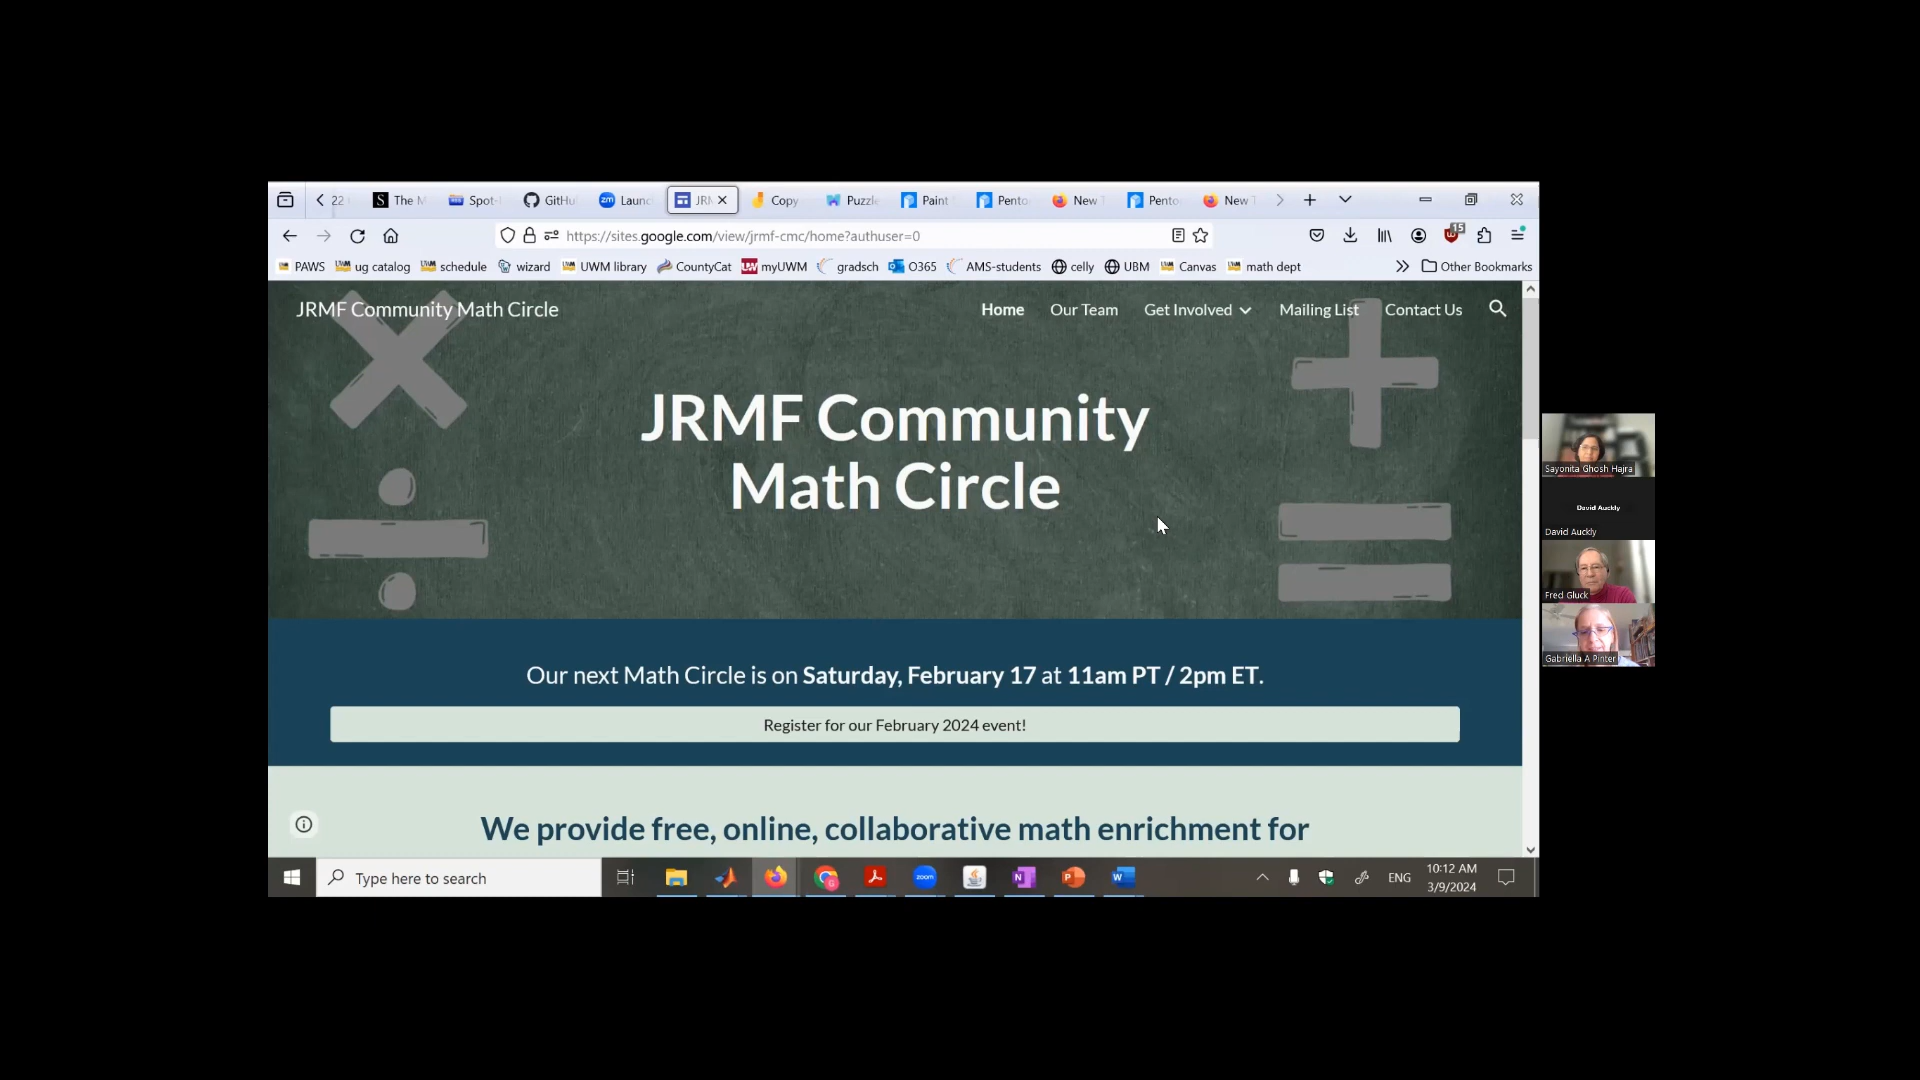 22 The M Spot- GitHu Laun JRM Copy Puzzle Paint Pento New T Pento New T
https://sites.google.com/view/jrmf-cmc/home?authuser=0
15
PAWS ug catalog schedule wizard UWM library CountyCat myUWM gradsch O365 AMS-students celly UBM Canvas math dept Other Bookmarks
JRMF Community Math Circle Home Our Team Get Involved Mailing List Contact Us
JRMF Community
Math Circle
Our next Math Circle is on Saturday, February 17 at 11am PT / 2pm ET.
Register for our February 2024 event!
We provide free, online, collaborative math enrichment for
Type here to search
zoom
ENG
10:12 AM
3/9/2024
Sayonita Ghosh Hajra
David Auckly
David Auckly
Fred Gluck
Gabriella A Pinter